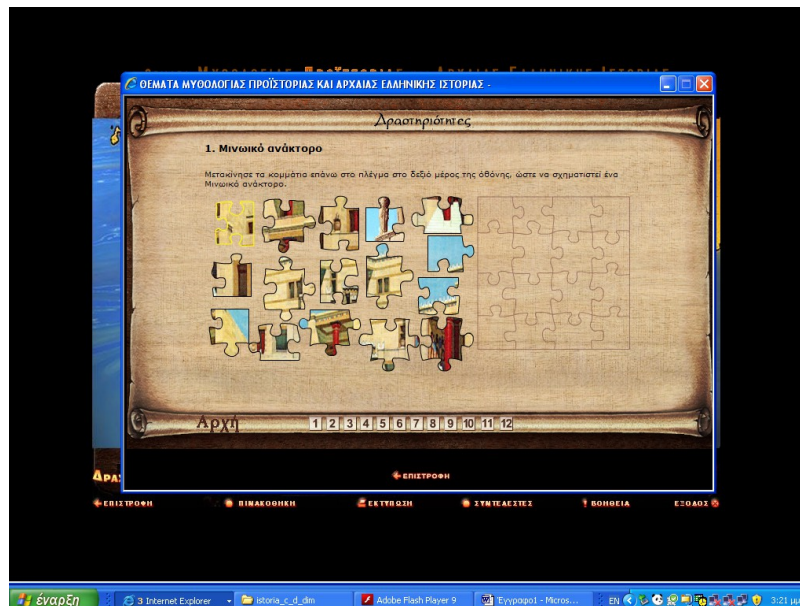 ΘΕΜΑΤΑ ΜΥΘΟΛΟΓΙΑΣ ΠΡΟΪΣΤΟΡΙΑΣ ΚΑΙ ΑΡΧΑΙΑΣ ΕΛΛΗΝΙΚΗΣ ΙΣΤΟΡΙΑΣ -
Δραστηριότητες
1. Μινωικό ανάκτορο
Μετακίνησε τα κομμάτια επάνω στο πλέγμα στο δεξιό μέρος της οθόνης, ώστε να σχηματιστεί ένα
Μινωικό ανάκτορο.
Αρχή 1 2 3 4 5 6 7 8 9 10 11 12
ΕΠΙΣΤΡΟΦΗ
ΕΠΙΣΤΡΟΦΗ ΠΙΝΑΚΟΘΗΚΗ ΕΚΤΥΠΩΣΗ ΣΥΝΤΕΛΕΣΤΕΣ ΒΟΗΘΕΙΑ ΕΞΟΔΟΣ
έναρξη 3 Internet Explorer istoria_c_d_dim Adobe Flash Player 9 Έγγραφο1 - Micros... EN 3:21 μμ